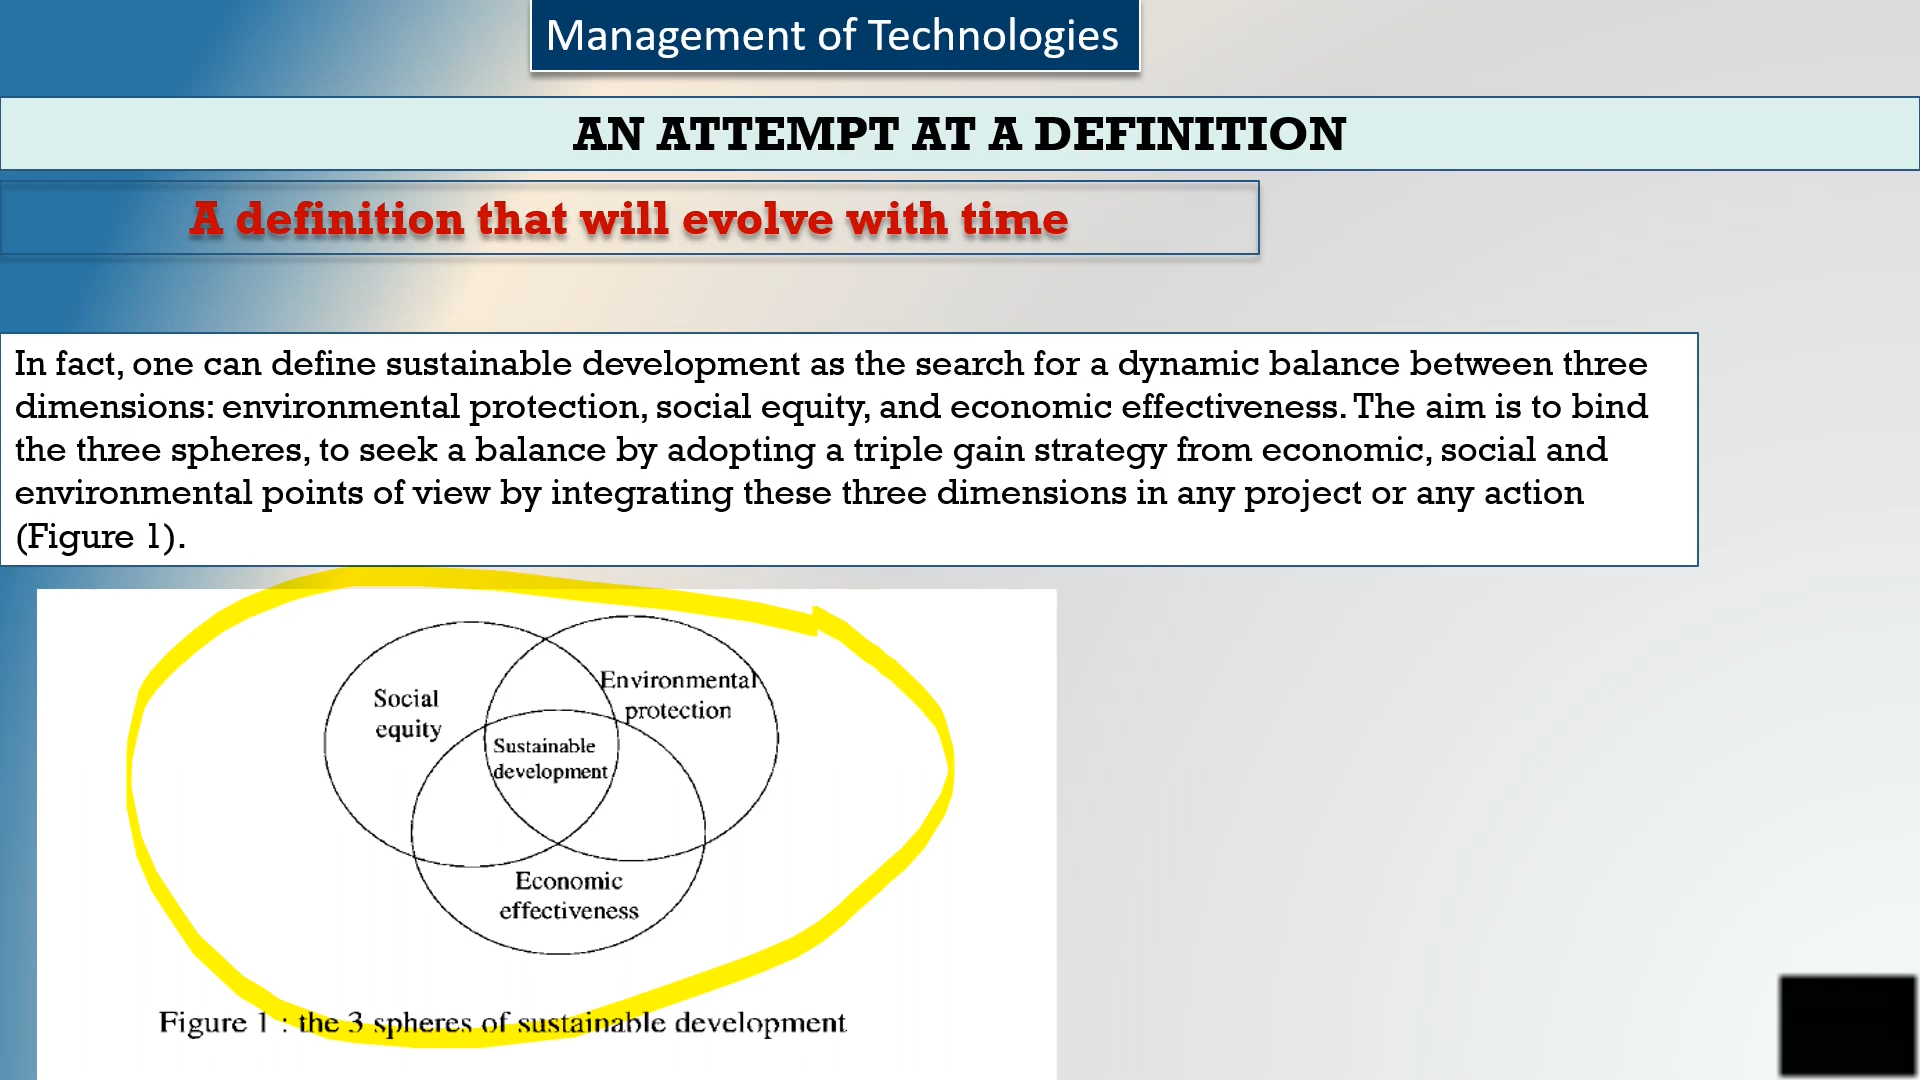 Management of Technologies
AN ATTEMPT AT A DEFINITION
A definition that will evolve with time
In fact, one can define sustainable development as the search for a dynamic balance between three
dimensions: environmental protection, social equity, and economic effectiveness. The aim is to bind
the three spheres, to seek a balance by adopting a triple gain strategy from economic, social and
environmental points of view by integrating these three dimensions in any project or any action
(Figure 1).
Social
equity
Environmental
protection
Sustainable
development
Economic
effectiveness
Figure 1 : the 3 spheres of sustainable development